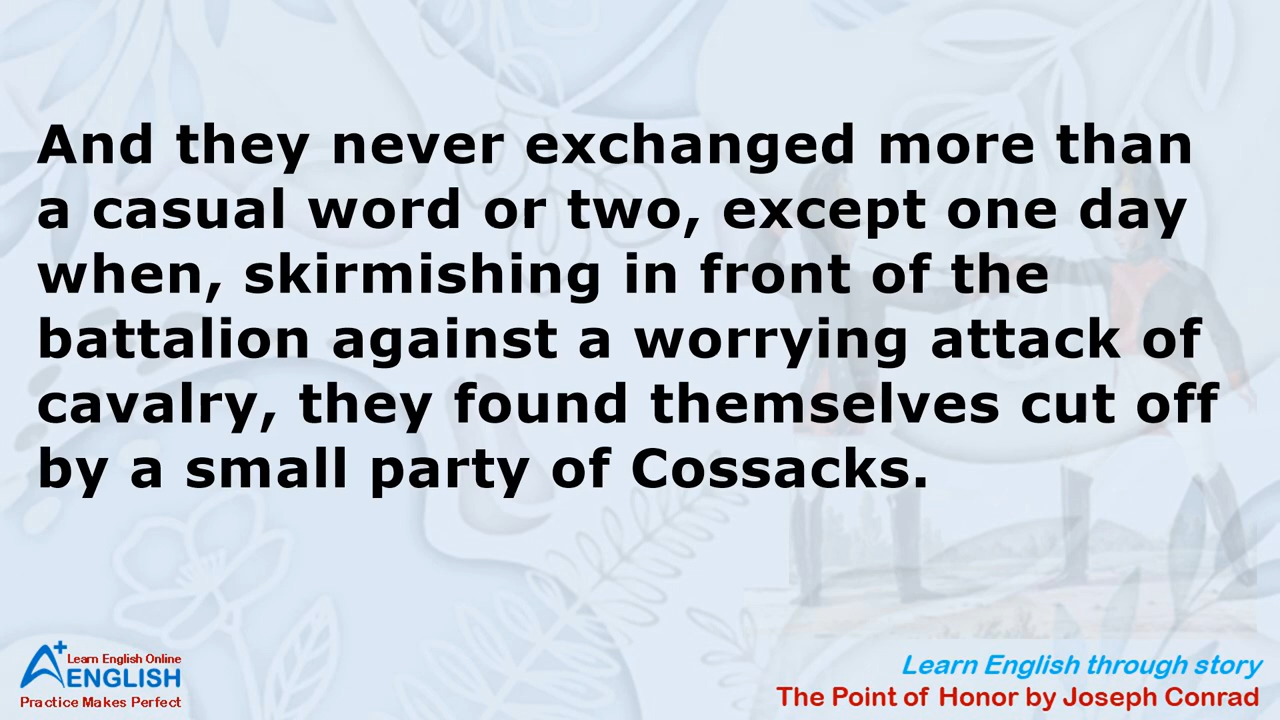 And they never exchanged more than
a casual word or two, except one day
when, skirmishing in front of the
battalion against a worrying attack of
cavalry, they found themselves cut off
by a small party of Cossacks.
A+
Learn English Online
ENGLISH
Practice Makes Perfect
Learn English through story
The Point of Honor by Joseph Conrad